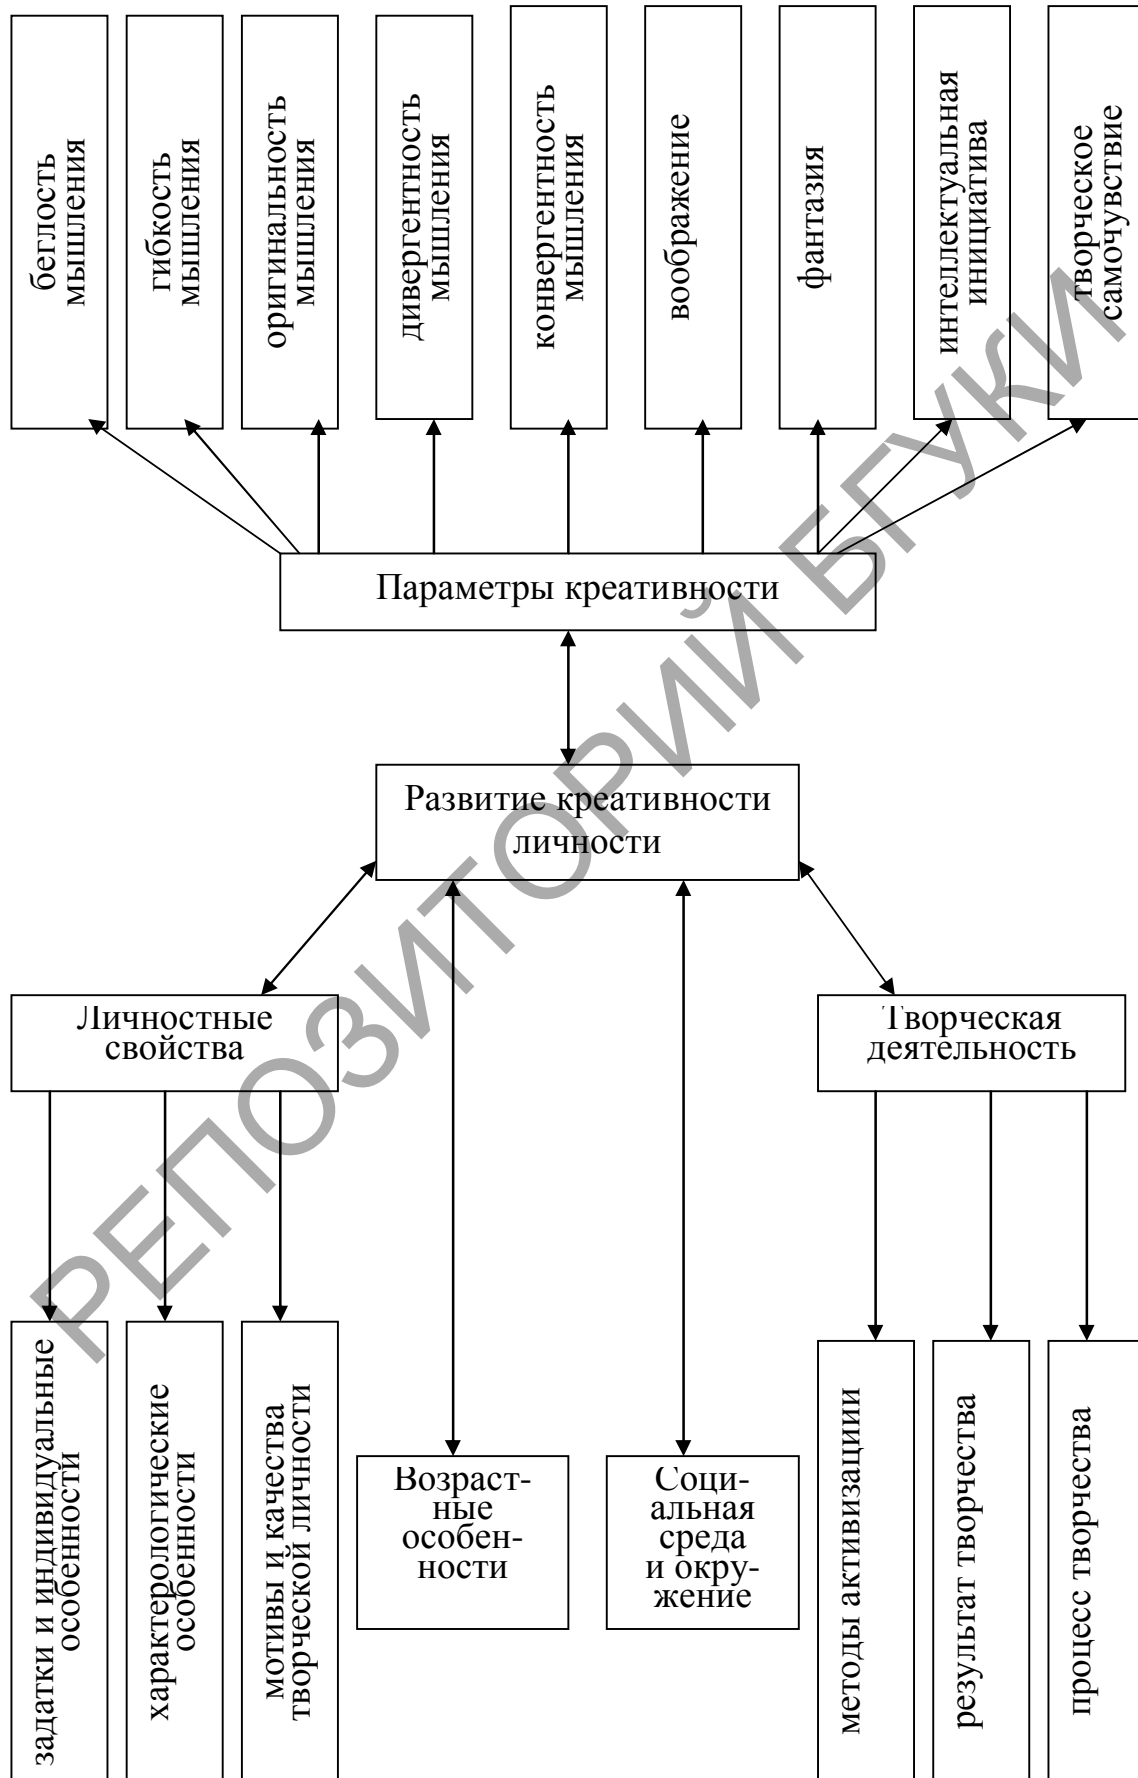 беглость
мышления
гибкость
мышления
оригинальность
мышления
дивергентность
мышления
конвергентность
мышления
воображение
фантазия
интеллектуальная
инициатива
творческое
самочувствие
Параметры креативности
Развитие креативности
личности
Личностные
свойства
Творческая
деятельность
задатки и индивидуальные
особенности
характерологические
особенности
мотивы и качества
творческой личности
Возраст-
ные
особен-
ности
Соци-
альная
среда
и окру-
жение
методы активизациии
результат творчества
процесс творчества
РЕПОЗИТОРИЙ БГУКИ